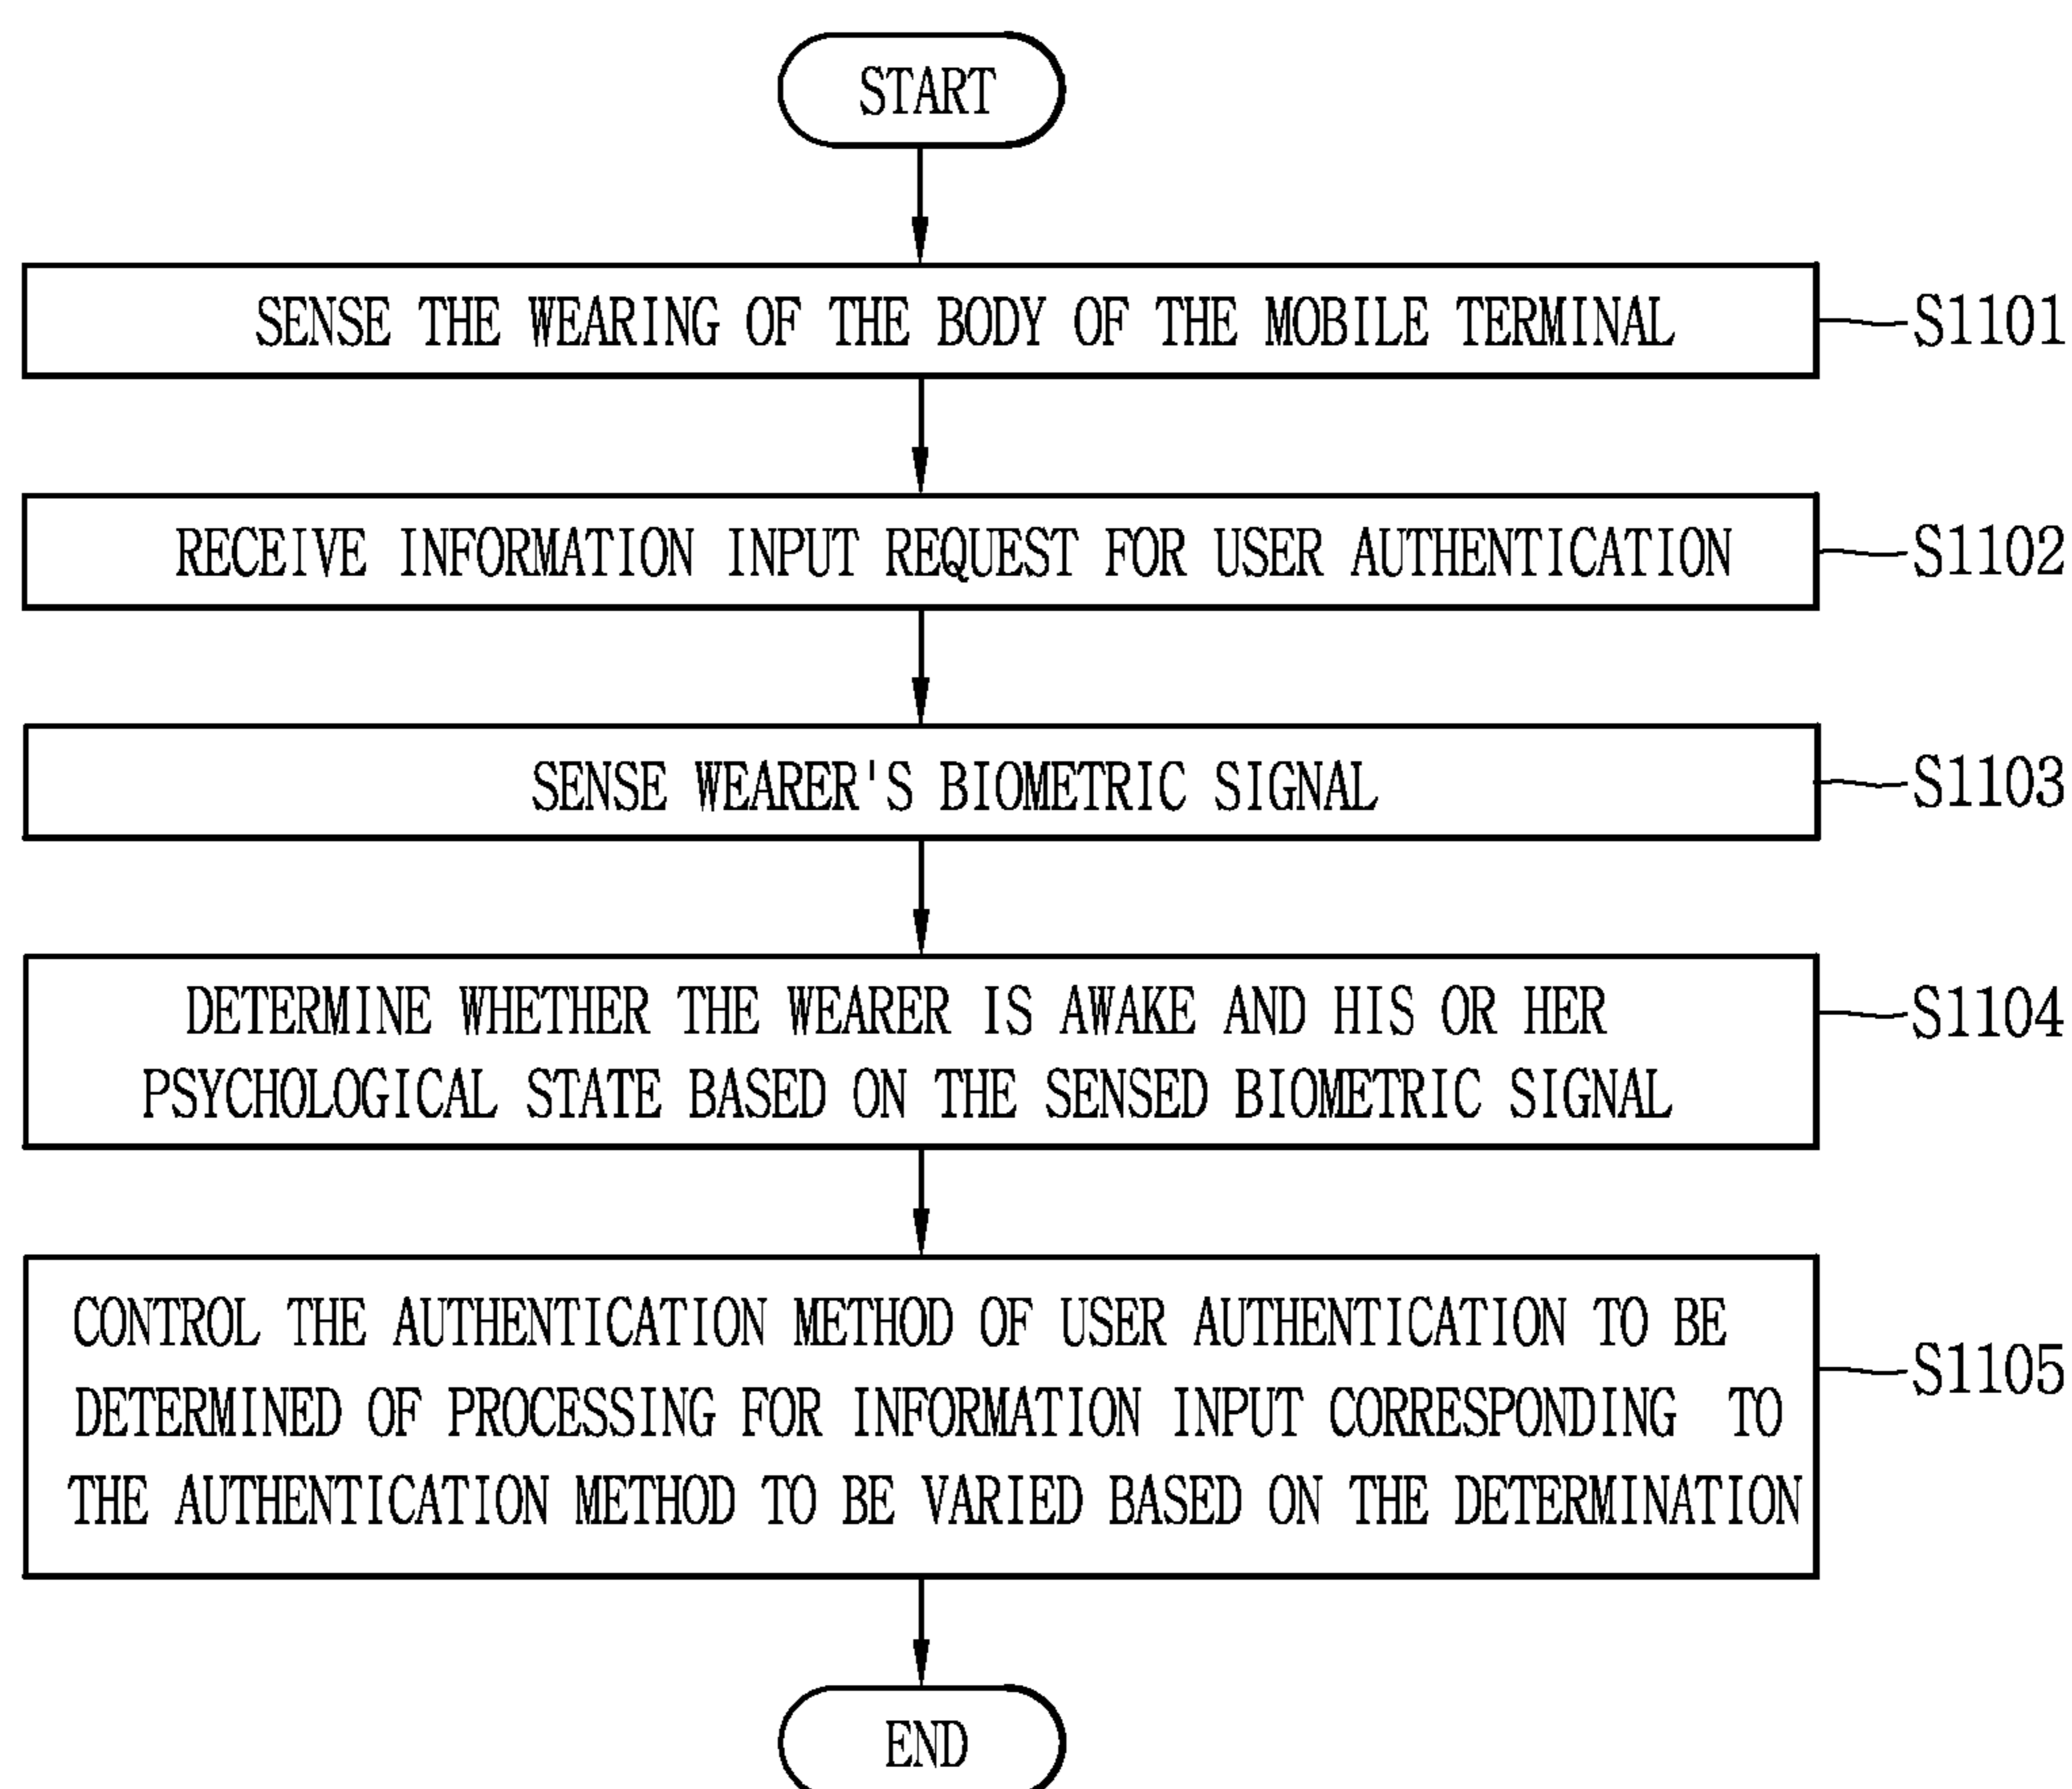 START
SENSE THE WEARING OF THE BODY OF THE MOBILE TERMINAL
S1101
RECEIVE INFORMATION INPUT REQUEST FOR USER AUTHENTICATION
S1102
SENSE WEARER'S BIOMETRIC SIGNAL
S1103
DETERMINE WHETHER THE WEARER IS AWAKE AND HIS OR HER
PSYCHOLOGICAL STATE BASED ON THE SENSED BIOMETRIC SIGNAL
S1104
CONTROL THE AUTHENTICATION METHOD OF USER AUTHENTICATION TO BE
DETERMINED OF PROCESSING FOR INFORMATION INPUT CORRESPONDING TO
THE AUTHENTICATION METHOD TO BE VARIED BASED ON THE DETERMINATION
S1105
END